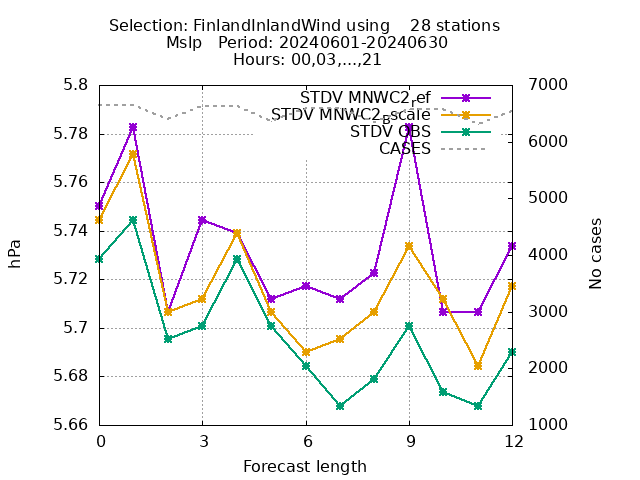 Selection: FinlandInlandWind using    28 stations
Mslp   Period: 20240601-20240630
Hours: 00,03,...,21
5.8
5.78
5.76
5.74
5.72
5.7
5.68
5.66
hPa
STDV MNWC2_ref
STDV MNWC2_Bscale
STDV OBS
CASES
7000
6000
5000
4000
3000
2000
1000
No cases
0 3 6 9 12
Forecast length